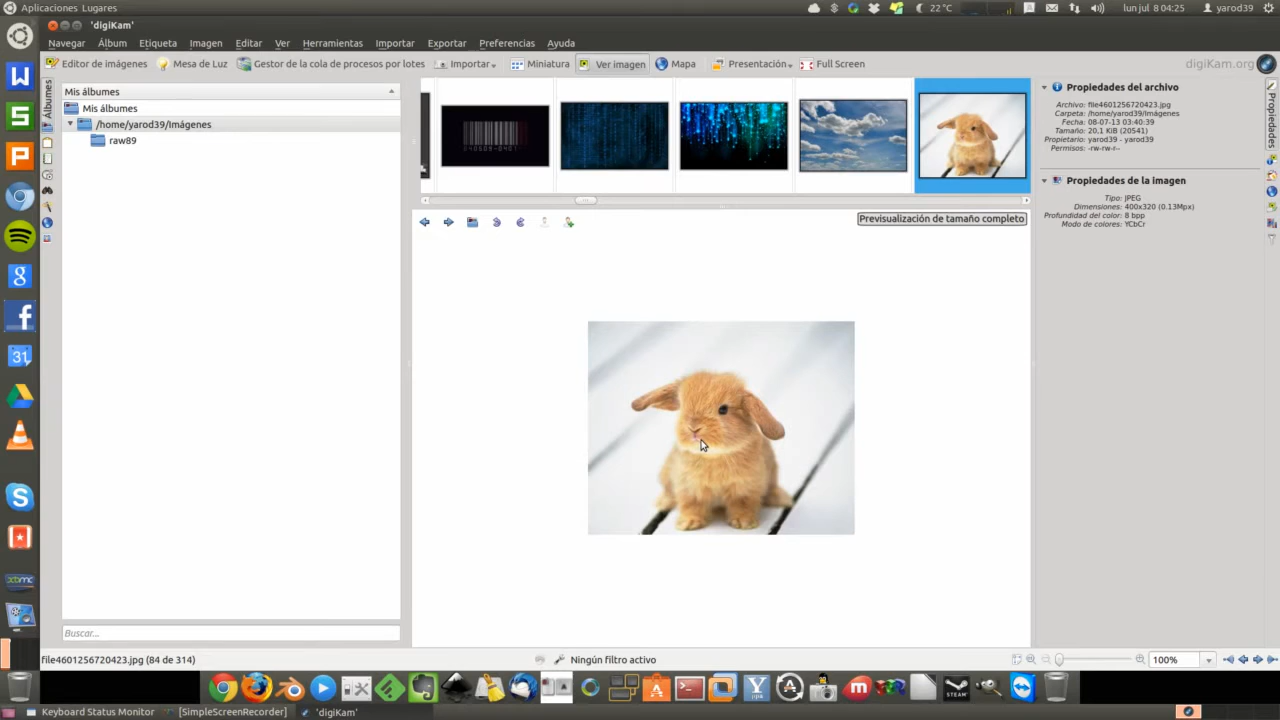 Aplicaciones Lugares
22 °C
lun jul 8 04:25
yarod39
'digiKam'
Navegar Álbum Etiqueta Imagen Editar Ver Herramientas Importar Exportar Preferencias Ayuda
Editor de imágenes Mesa de Luz Gestor de la cola de procesos por lotes Importar Miniatura Ver imagen Mapa Presentación Full Screen
digiKam.org
Álbumes
Mis álbumes
Mis álbumes
/home/yarod39/Imágenes
raw89
040509-0401
Previsualización de tamaño completo
Propiedades del archivo
Archivo: file4601256720423.jpg
Carpeta: /home/yarod39/Imágenes
Fecha: 08-07-13 03:40:39
Tamaño: 20,1 KiB (20541)
Propietario: yarod39 - yarod39
Permisos: -rw-rw-r--
Propiedades de la imagen
Tipo: JPEG
Dimensiones: 400x320 (0.13Mpx)
Profundidad del color: 8 bpp
Modo de colores: YCbCr
Propiedades
Buscar...
file4601256720423.jpg (84 de 314)
Ningún filtro activo
100%
Keyboard Status Monitor
[SimpleScreenRecorder]
'digiKam'
W
S
P
g
f
31
xbmc
STEAM